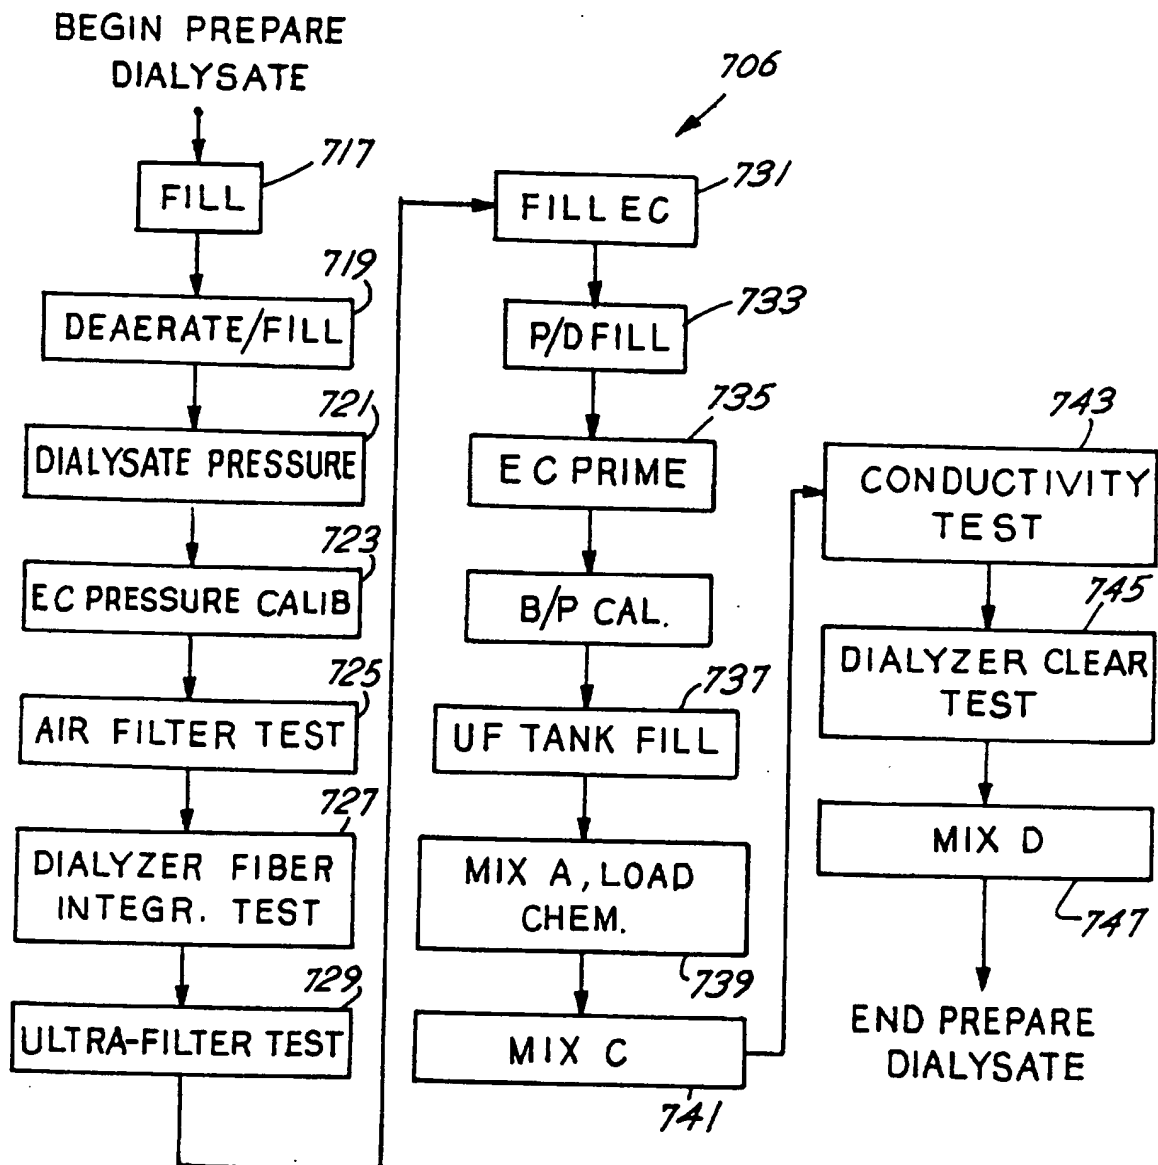 BEGIN PREPARE
DIALYSATE
717
FILL
719
DEAERATE/FILL
721
DIALYSATE PRESSURE
723
EC PRESSURE CALIB
725
AIR FILTER TEST
727
DIALYZER FIBER
INTEGR. TEST
729
ULTRA-FILTER TEST
706
731
FILL EC
733
P/D FILL
735
EC PRIME
B/P CAL.
737
UF TANK FILL
MIX A, LOAD
CHEM.
739
MIX C
741
743
CONDUCTIVITY
TEST
745
DIALYZER CLEAR
TEST
MIX D
747
END PREPARE
DIALYSATE